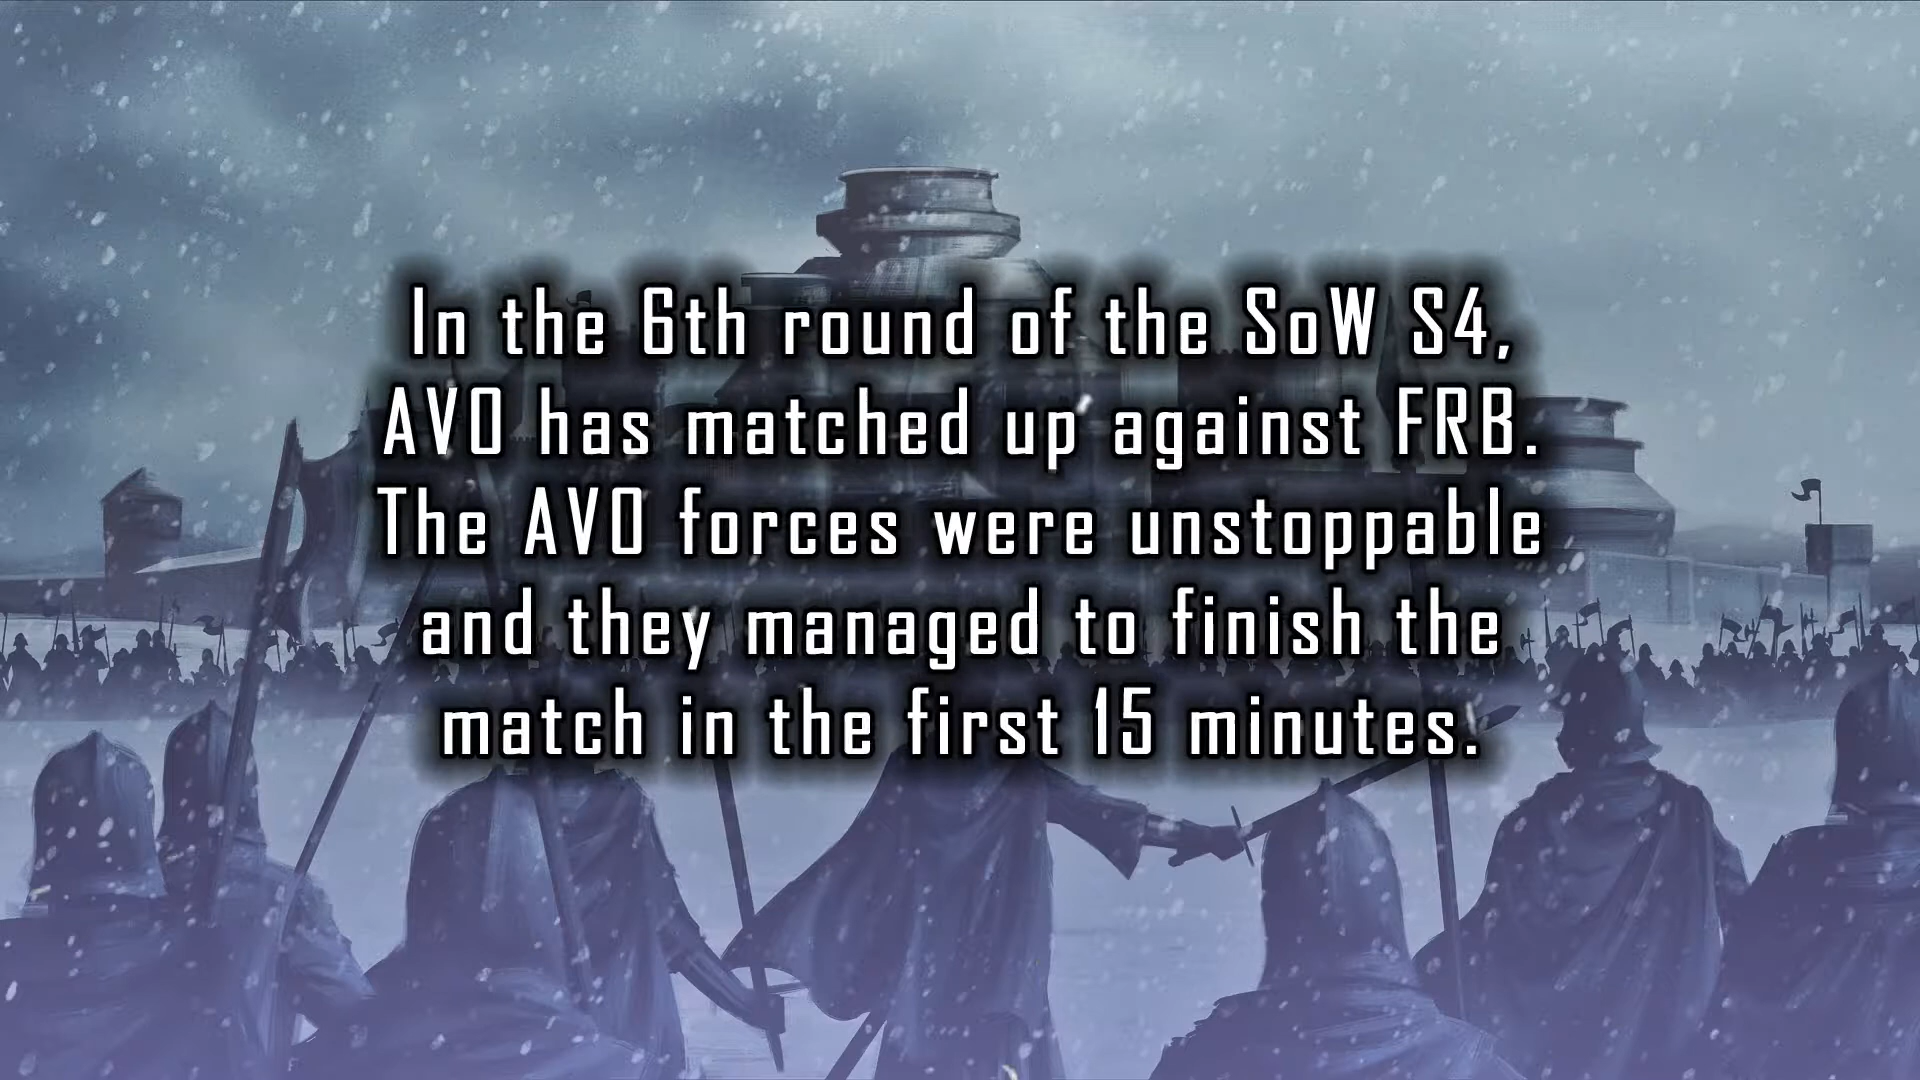 In the 6th round of the SoW S4,
AVO has matched up against FRB.
The AVO forces were unstoppable
and they managed to finish the
match in the first 15 minutes.